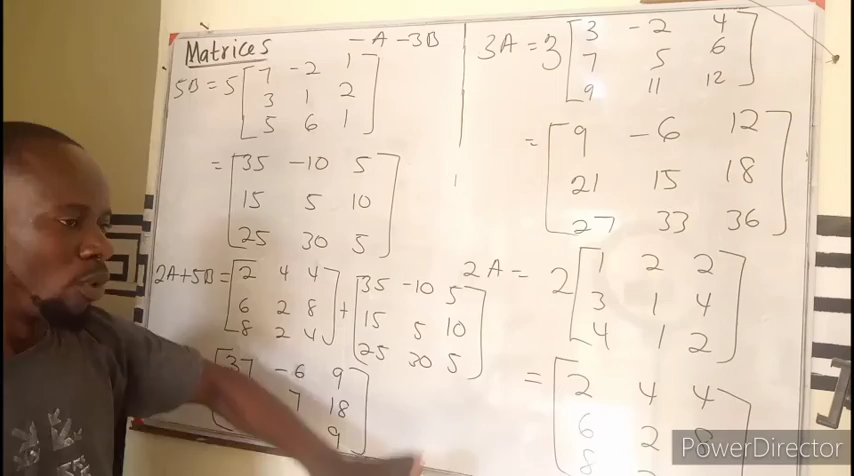 Matrices
-A -3B
5B = 5 [7 -2 1
3 1 2
5 6 1]
= [35 -10 5
15 5 10
25 30 5]
2A+5B = [2 4 4
6 2 8
8 2 4] + [35 -10 5
15 5 10
25 30 5]
[37 -6 9
7 18
9]
3A = 3 [3 -2 4
7 5 6
9 11 12]
= [9 -6 12
21 15 18
27 33 36]
2A = 2 [1 2 2
3 1 4
4 1 2]
= [2 4 4
6 2 8
8
PowerDirector